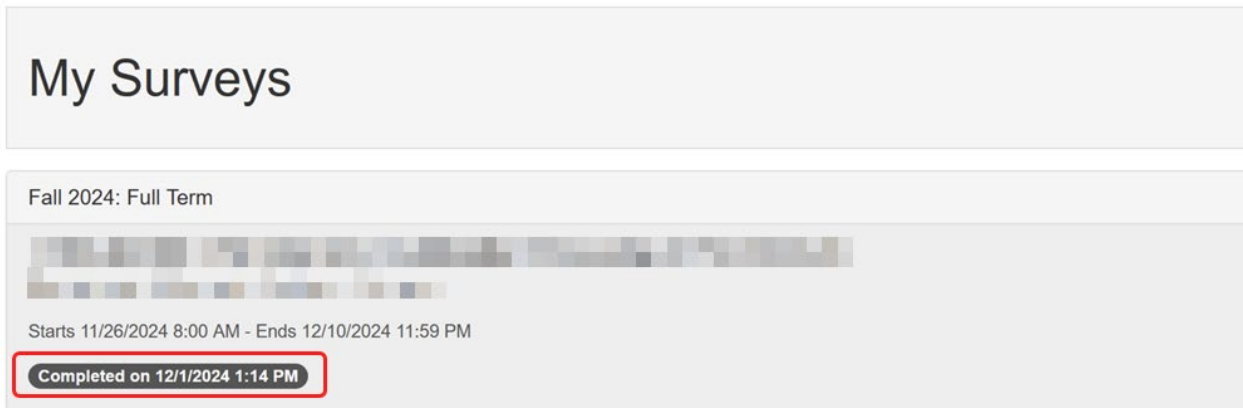 My Surveys
Fall 2024: Full Term
Starts 11/26/2024 8:00 AM - Ends 12/10/2024 11:59 PM
Completed on 12/1/2024 1:14 PM